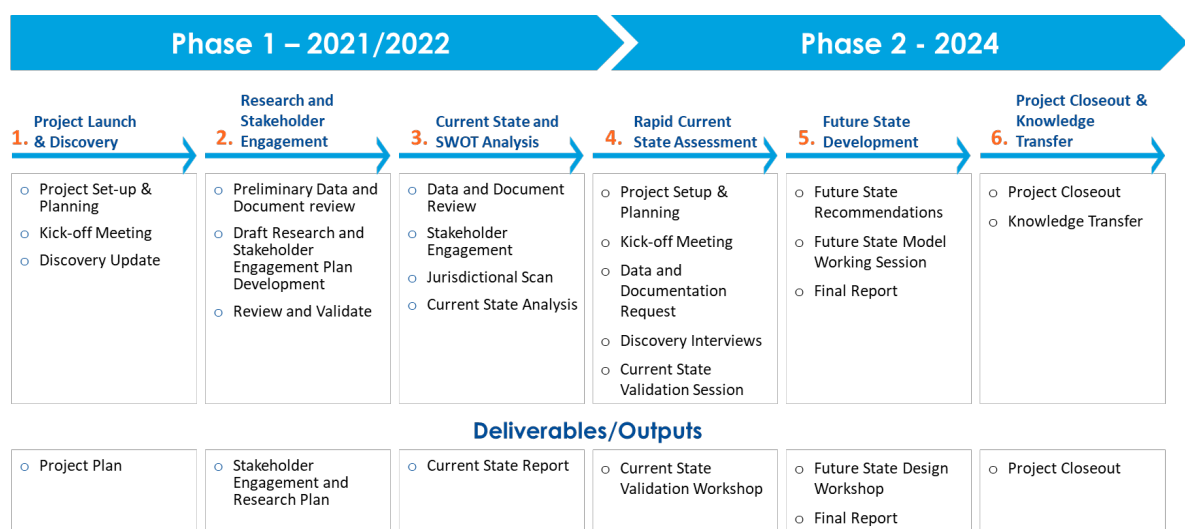 Phase 1 – 2021/2022
Phase 2 - 2024
1. Project Launch
& Discovery
2. Research and
Stakeholder
Engagement
3. Current State and
SWOT Analysis
4. Rapid Current
State Assessment
5. Future State
Development
6. Project Closeout &
Knowledge
Transfer
o Project Set-up &
Planning
o Kick-off Meeting
o Discovery Update
o Preliminary Data and
Document review
o Draft Research and
Stakeholder
Engagement Plan
Development
o Review and Validate
o Data and Document
Review
o Stakeholder
Engagement
o Jurisdictional Scan
o Current State Analysis
o Project Setup &
Planning
o Kick-off Meeting
o Data and
Documentation
Request
o Discovery Interviews
o Current State
Validation Session
o Future State
Recommendations
o Future State Model
Working Session
o Final Report
o Project Closeout
o Knowledge Transfer
Deliverables/Outputs
o Project Plan
o Stakeholder
Engagement and
Research Plan
o Current State Report
o Current State
Validation Workshop
o Future State Design
Workshop
o Final Report
o Project Closeout